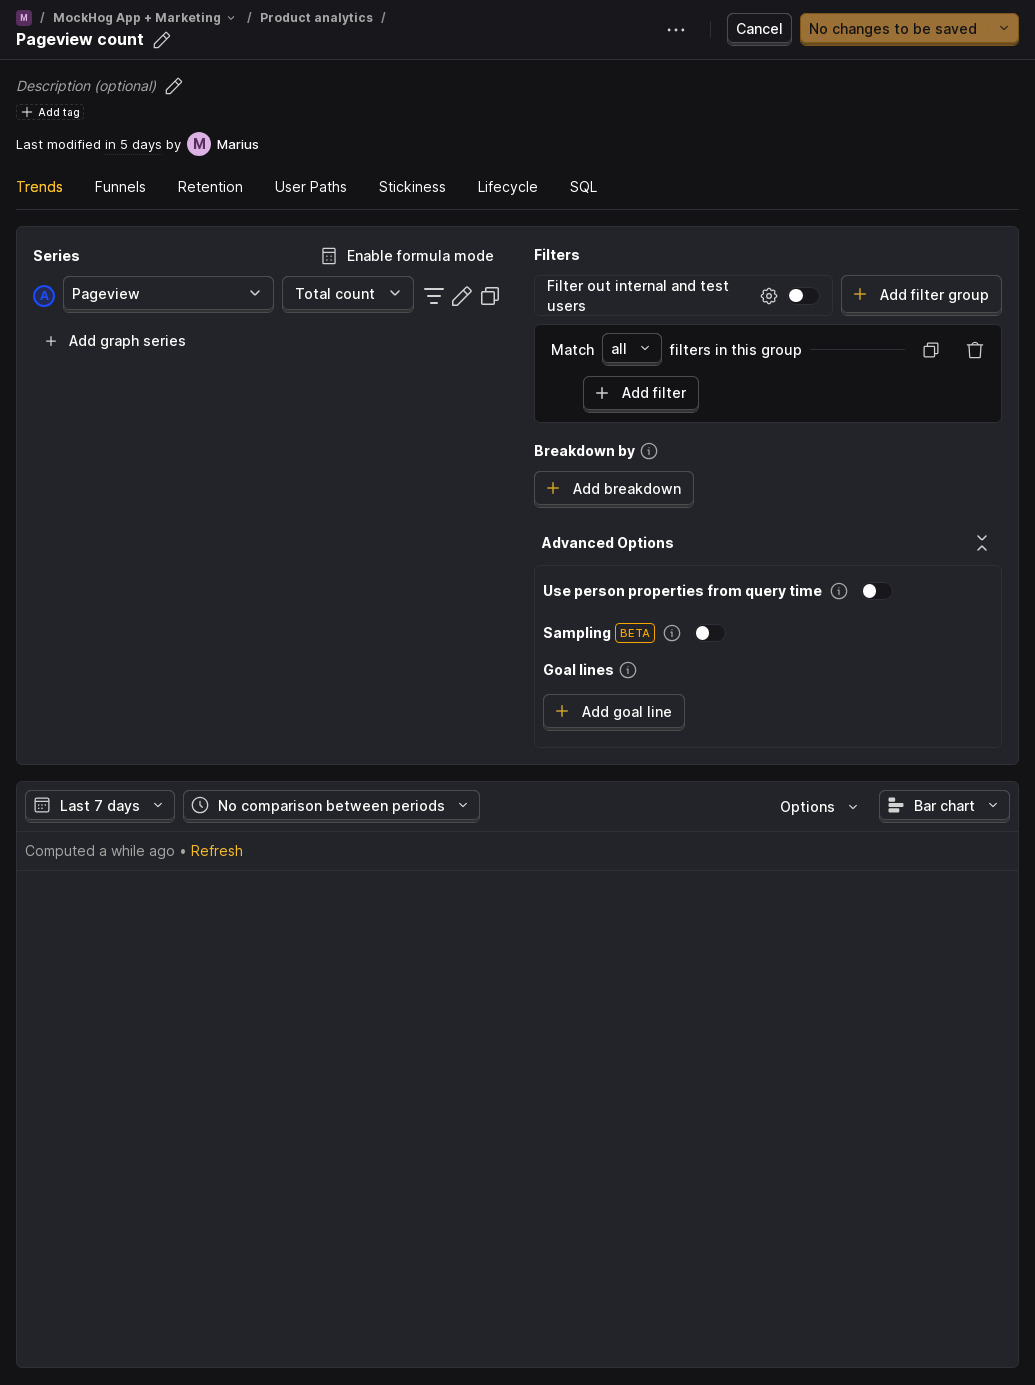 M / MockHog App + Marketing / Product analytics /
Pageview count
Cancel
No changes to be saved
Description (optional)
Add tag
Last modified in 5 days by M Marius
Trends Funnels Retention User Paths Stickiness Lifecycle SQL
Series
Enable formula mode
A Pageview Total count
Add graph series
Filters
Filter out internal and test
users
Add filter group
Match all filters in this group
Add filter
Breakdown by
Add breakdown
Advanced Options
Use person properties from query time
Sampling BETA
Goal lines
Add goal line
Last 7 days No comparison between periods Options Bar chart
Computed a while ago • Refresh